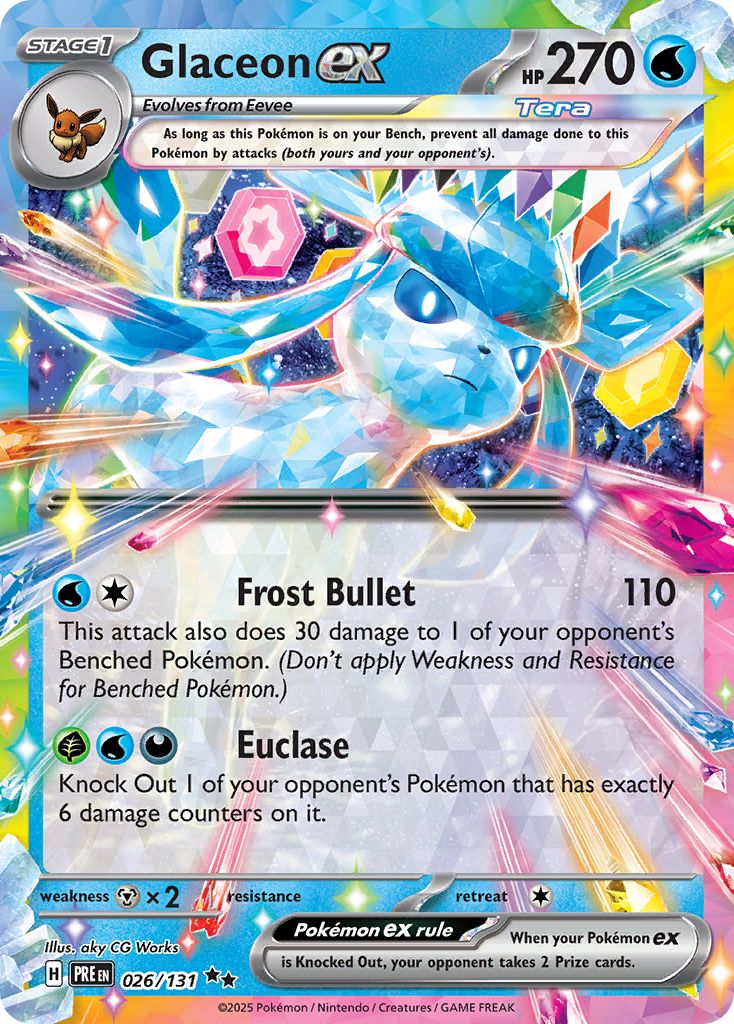 STAGE1
Glaceon ex
HP 270
Evolves from Eevee
Tera
As long as this Pokémon is on your Bench, prevent all damage done to this
Pokémon by attacks (both yours and your opponent's).
Frost Bullet 110
This attack also does 30 damage to 1 of your opponent's
Benched Pokémon. (Don't apply Weakness and Resistance
for Benched Pokémon.)
Euclase
Knock Out 1 of your opponent's Pokémon that has exactly
6 damage counters on it.
weakness ×2 resistance retreat
Illus. aky CG Works
Pokémon ex rule
When your Pokémon ex
is Knocked Out, your opponent takes 2 Prize cards.
H PRE EN 026/131 ★★
©2025 Pokémon / Nintendo / Creatures / GAME FREAK